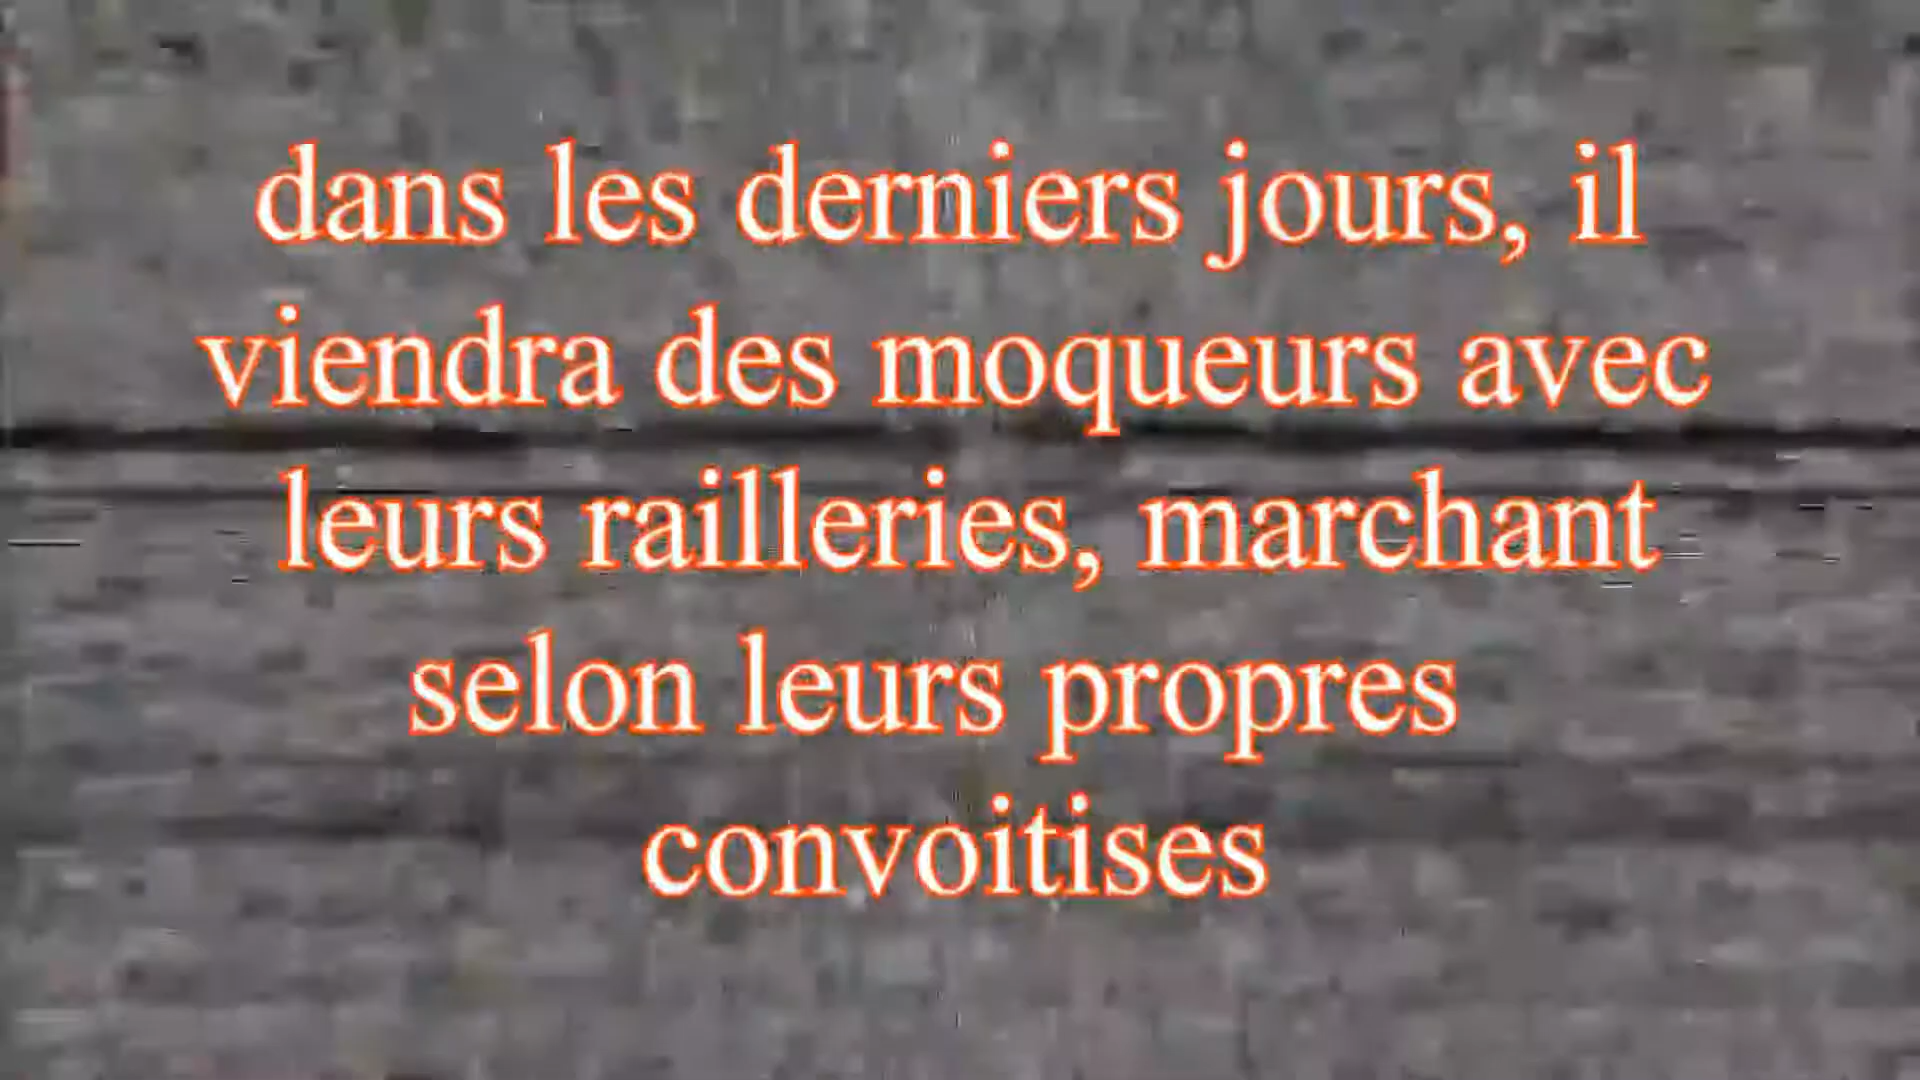 dans les derniers jours, il
viendra des moqueurs avec
leurs railleries, marchant
selon leurs propres
convoitises